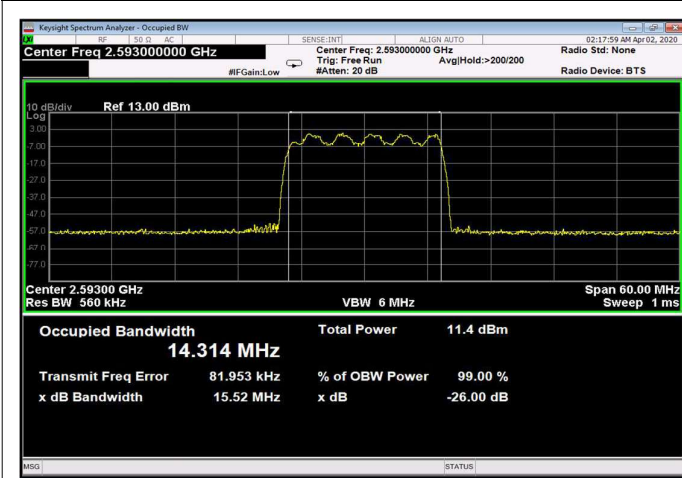 Keysight Spectrum Analyzer - Occupied BW
LXI RF 50 Ω AC SENSE:INT ALIGN AUTO 02:17:59 AM Apr 02, 2020
Center Freq 2.593000000 GHz Center Freq: 2.593000000 GHz Radio Std: None
Trig: Free Run Avg|Hold:>200/200
#IFGain:Low #Atten: 20 dB Radio Device: BTS
10 dB/div Ref 13.00 dBm
Log
3.00
-7.00
-17.0
-27.0
-37.0
-47.0
-57.0
-67.0
-77.0
Center 2.59300 GHz Span 60.00 MHz
Res BW 560 kHz VBW 6 MHz Sweep 1 ms
Occupied Bandwidth Total Power 11.4 dBm
14.314 MHz
Transmit Freq Error 81.953 kHz % of OBW Power 99.00 %
x dB Bandwidth 15.52 MHz x dB -26.00 dB
MSG STATUS